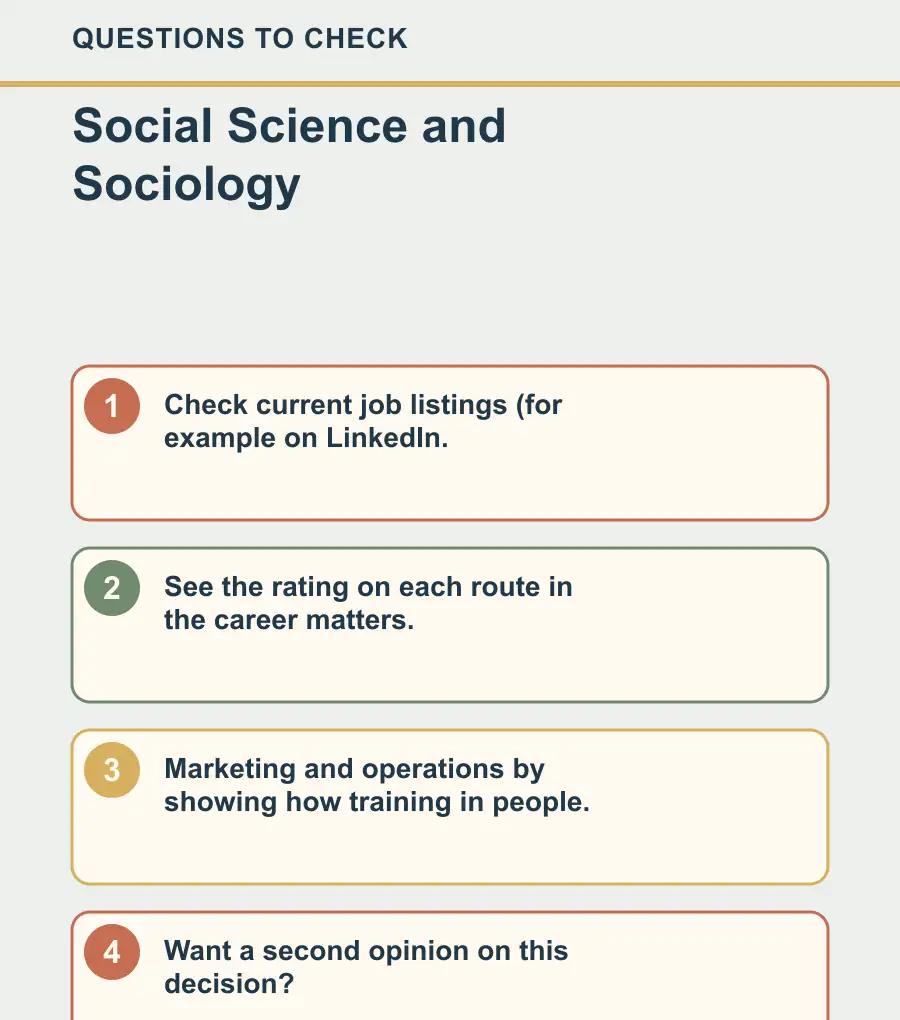 QUESTIONS TO CHECK
Social Science and
Sociology
1
Check current job listings (for
example on LinkedIn.
2
See the rating on each route in
the career matters.
3
Marketing and operations by
showing how training in people.
4
Want a second opinion on this
decision?